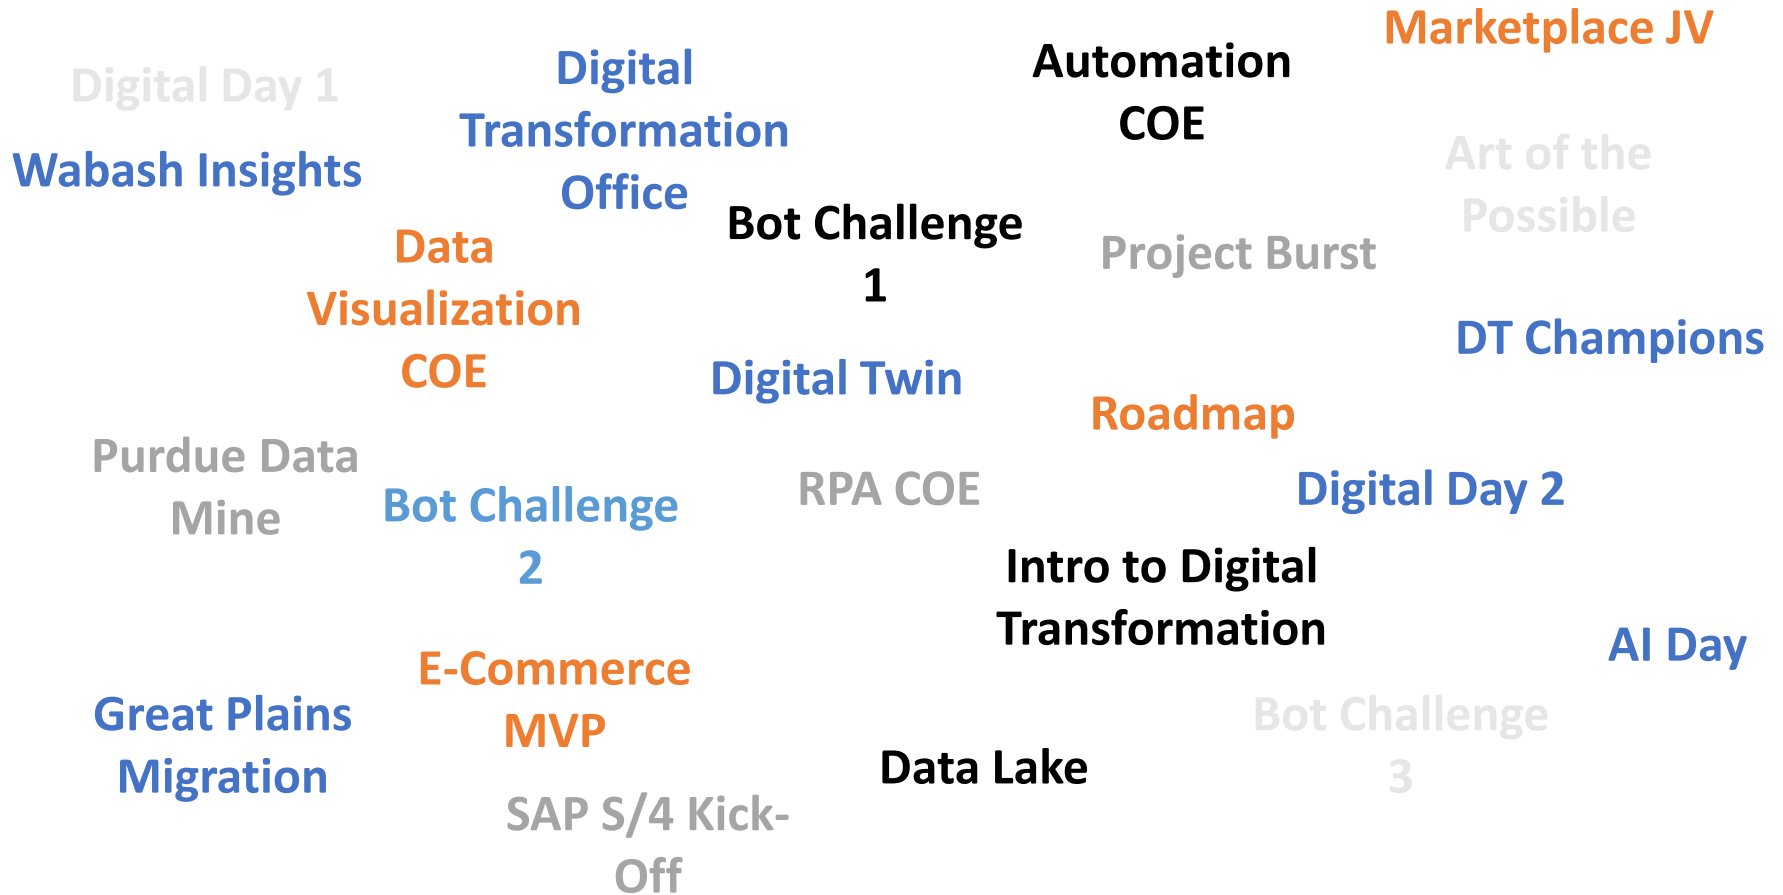 Marketplace JV
Digital Day 1
Digital
Transformation
Office
Automation
COE
Wabash Insights
Art of the
Possible
Bot Challenge
1
Data
Visualization
COE
Project Burst
DT Champions
Digital Twin
Roadmap
Purdue Data
Mine
Bot Challenge
2
RPA COE
Digital Day 2
Intro to Digital
Transformation
AI Day
E-Commerce
MVP
Great Plains
Migration
Bot Challenge
3
Data Lake
SAP S/4 Kick-
Off